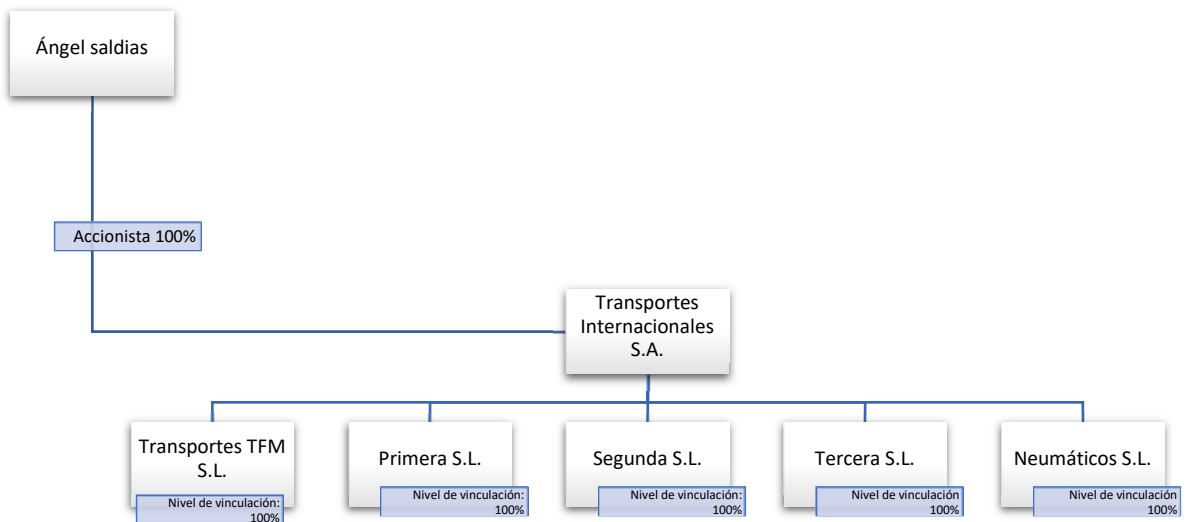 Ángel saldias
Accionista 100%
Transportes
Internacionales
S.A.
Transportes TFM
S.L.
Nivel de vinculación:
100%
Primera S.L.
Nivel de vinculación:
100%
Segunda S.L.
Nivel de vinculación:
100%
Tercera S.L.
Nivel de vinculación
100%
Neumáticos S.L.
Nivel de vinculación
100%